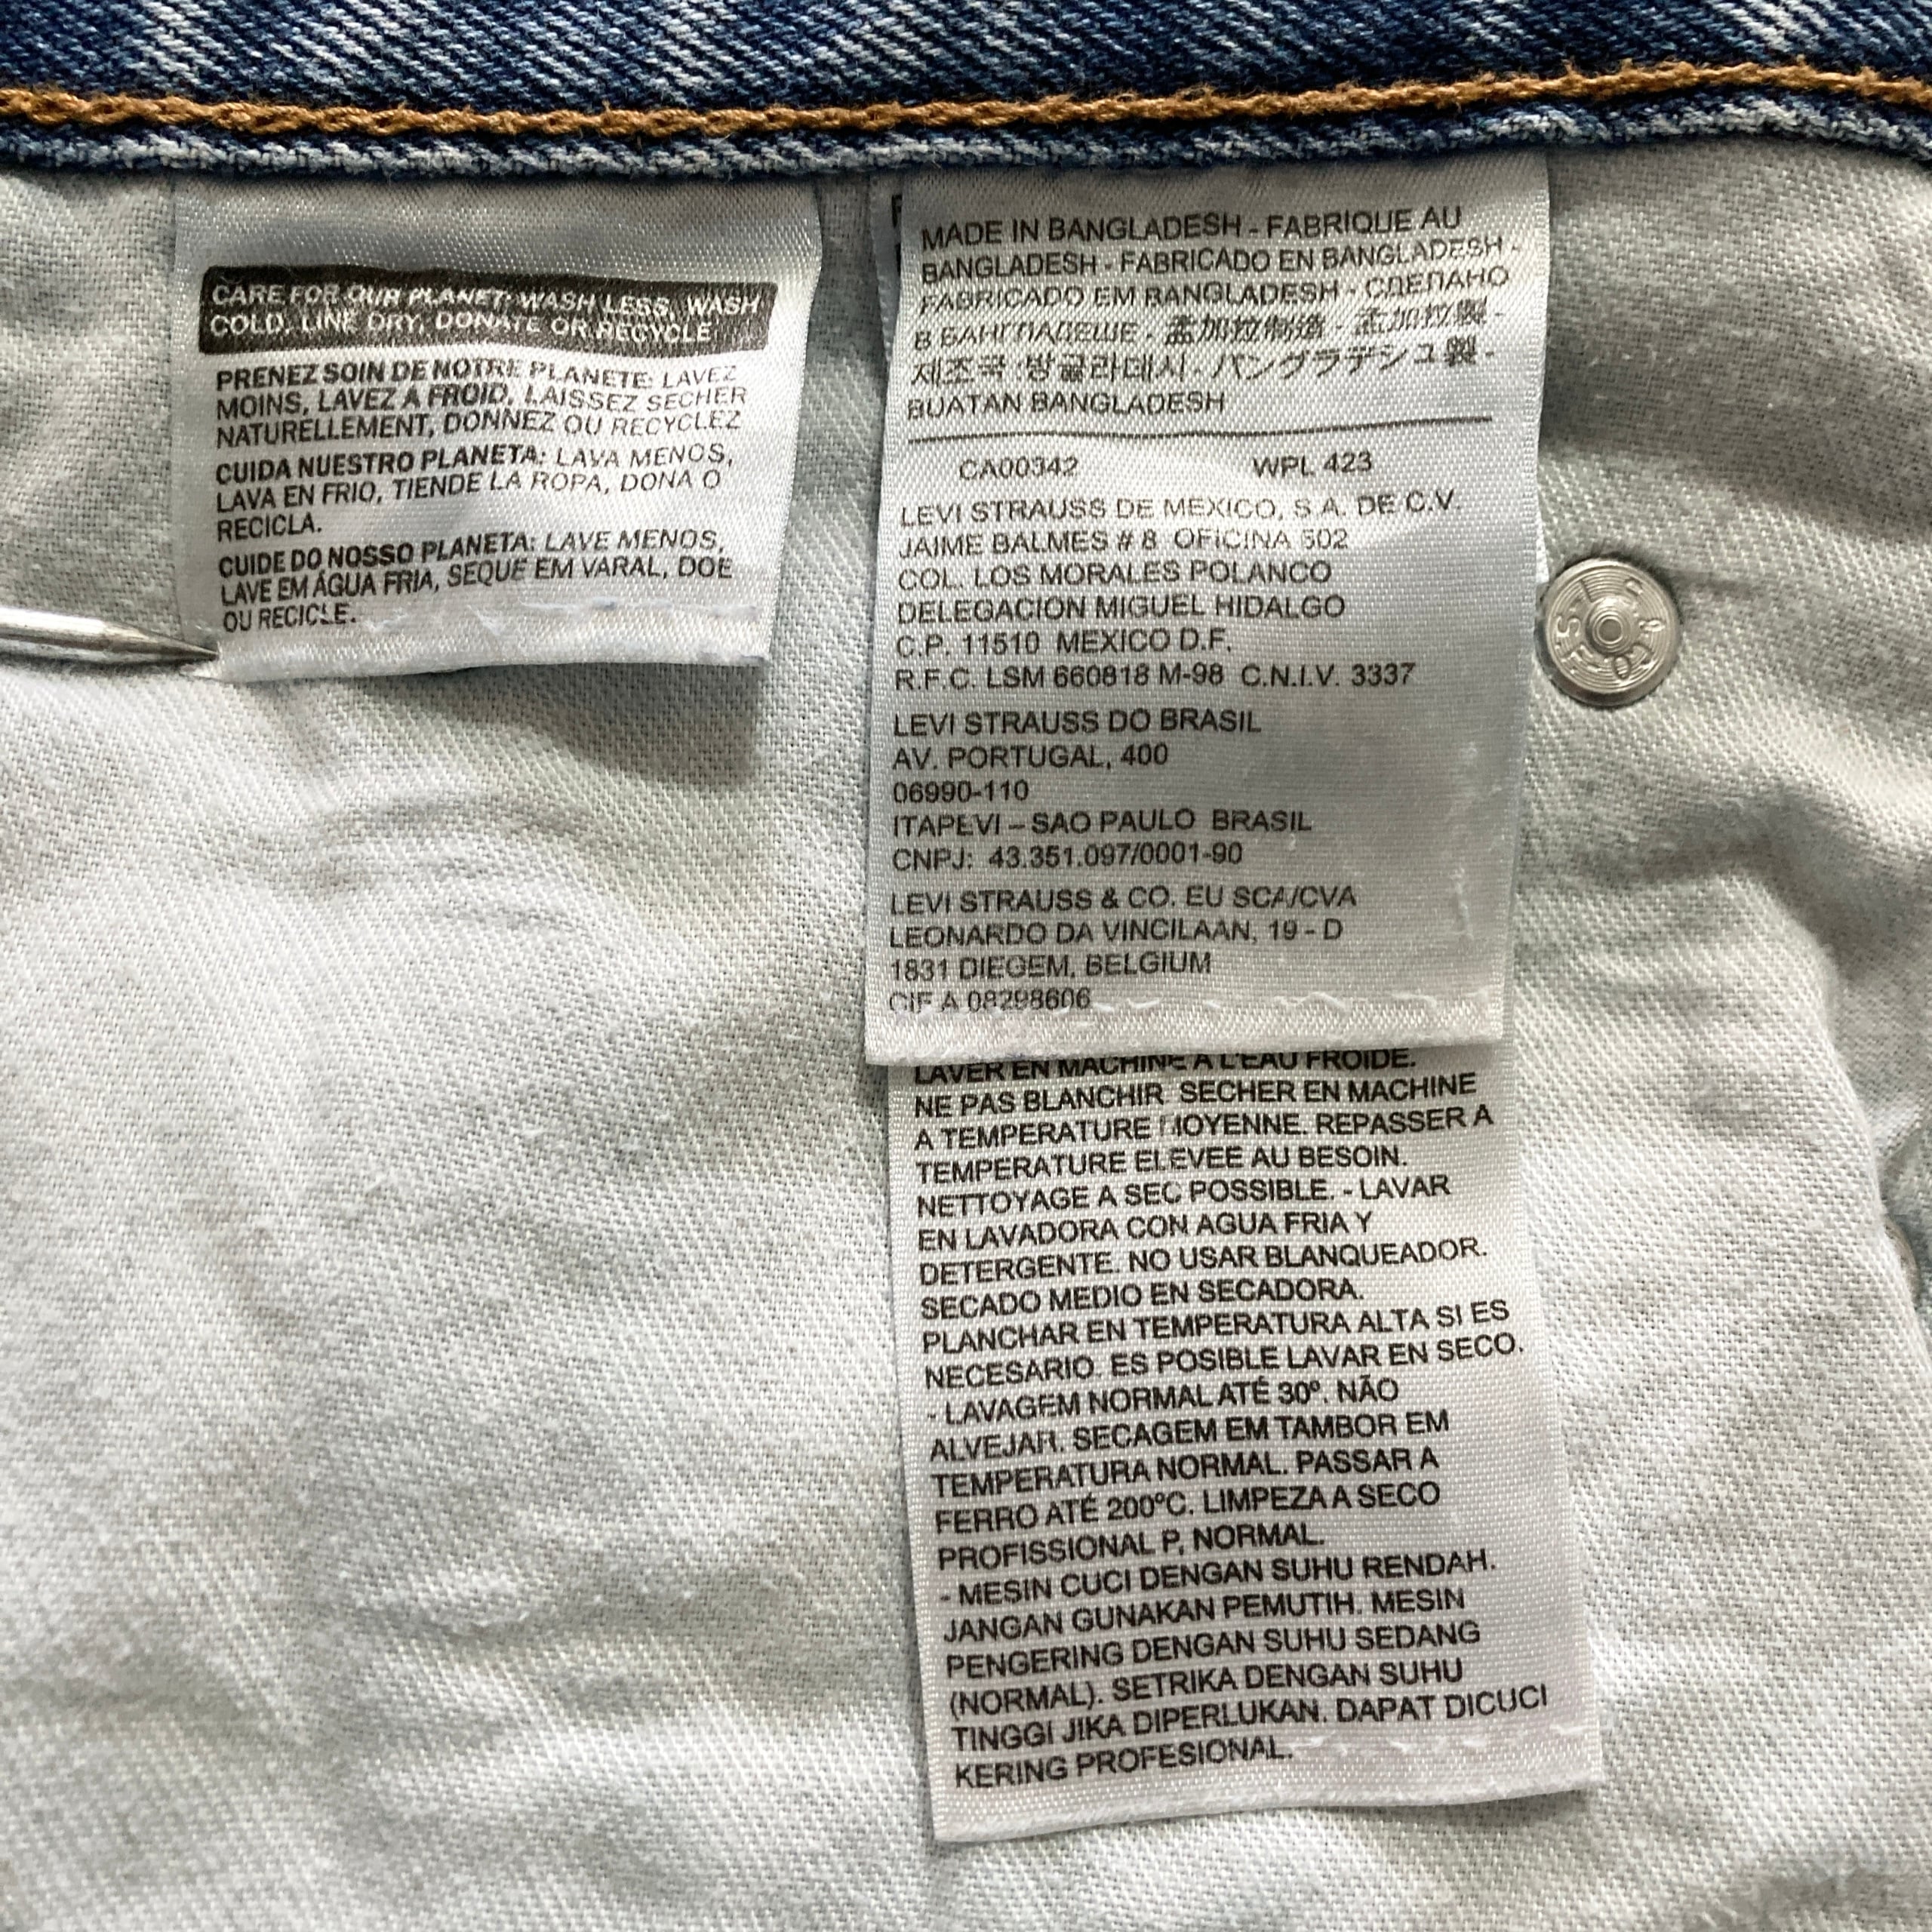 CARE FOR OUR PLANET: WASH LESS, WASH
COLD, LINE DRY, DONATE OR RECYCLE
PRENEZ SOIN DE NOTRE PLANETE: LAVEZ
MOINS, LAVEZ A FROID, LAISSEZ SECHER
NATURELLEMENT, DONNEZ OU RECYCLEZ
CUIDA NUESTRO PLANETA: LAVA MENOS,
LAVA EN FRIO, TIENDE LA ROPA, DONA O
RECICLA.
CUIDE DO NOSSO PLANETA: LAVE MENOS,
LAVE EM ÁGUA FRIA, SEQUE EM VARAL, DOE
OU RECICLE.
MADE IN BANGLADESH - FABRIQUE AU
BANGLADESH - FABRICADO EN BANGLADESH -
FABRICADO EM BANGLADESH - СДЕЛАНО
В БАНГЛАДЕШЕ - 孟加拉制造 - 孟加拉製 -
제조국 :방글라데시 - バングラデシュ製 -
BUATAN BANGLADESH
CA00342 WPL 423
LEVI STRAUSS DE MEXICO, S.A. DE C.V.
JAIME BALMES # 8 OFICINA 502
COL. LOS MORALES POLANCO
DELEGACION MIGUEL HIDALGO
C.P. 11510 MEXICO D.F.
R.F.C. LSM 660818 M-98 C.N.I.V. 3337
LEVI STRAUSS DO BRASIL
AV. PORTUGAL, 400
06990-110
ITAPEVI – SAO PAULO BRASIL
CNPJ: 43.351.097/0001-90
LEVI STRAUSS & CO. EU SCA/CVA
LEONARDO DA VINCILAAN, 19 - D
1831 DIEGEM, BELGIUM
CIF A 08298606
LAVER EN MACHINE A L'EAU FROIDE.
NE PAS BLANCHIR SECHER EN MACHINE
A TEMPERATURE MOYENNE. REPASSER A
TEMPERATURE ELEVEE AU BESOIN.
NETTOYAGE A SEC POSSIBLE. - LAVAR
EN LAVADORA CON AGUA FRIA Y
DETERGENTE. NO USAR BLANQUEADOR.
SECADO MEDIO EN SECADORA.
PLANCHAR EN TEMPERATURA ALTA SI ES
NECESARIO. ES POSIBLE LAVAR EN SECO.
- LAVAGEM NORMAL ATÉ 30º. NÃO
ALVEJAR. SECAGEM EM TAMBOR EM
TEMPERATURA NORMAL. PASSAR A
FERRO ATÉ 200ºC. LIMPEZA A SECO
PROFISSIONAL P, NORMAL.
- MESIN CUCI DENGAN SUHU RENDAH.
JANGAN GUNAKAN PEMUTIH. MESIN
PENGERING DENGAN SUHU SEDANG
(NORMAL). SETRIKA DENGAN SUHU
TINGGI JIKA DIPERLUKAN. DAPAT DICUCI
KERING PROFESIONAL.